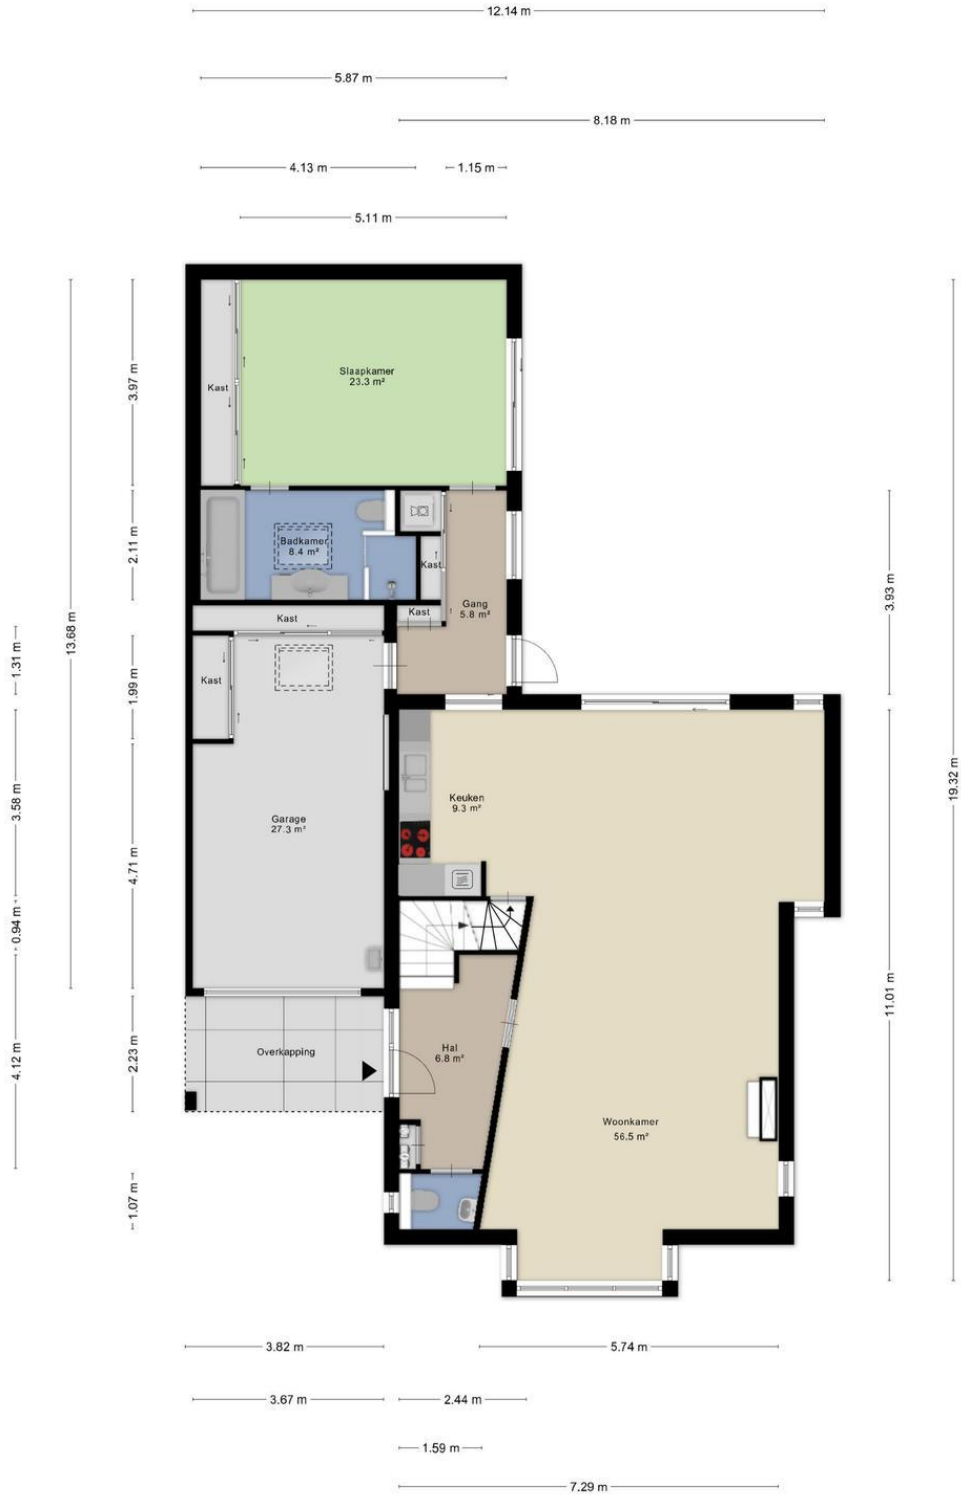 12.14 m
5.87 m
8.18 m
4.13 m
1.15 m
5.11 m
Slaapkamer
23.3 m²
Kast
3.97 m
Badkamer
8.4 m²
2.11 m
Kast
Gang
5.8 m²
Kast
Kast
3.93 m
13.68 m
1.31 m
1.99 m
Kast
19.32 m
Keuken
9.3 m²
3.58 m
Garage
27.3 m²
4.71 m
0.94 m
11.01 m
4.12 m
2.23 m
Overkapping
Hal
6.8 m²
Woonkamer
56.5 m²
1.07 m
3.82 m
5.74 m
3.67 m
2.44 m
1.59 m
7.29 m